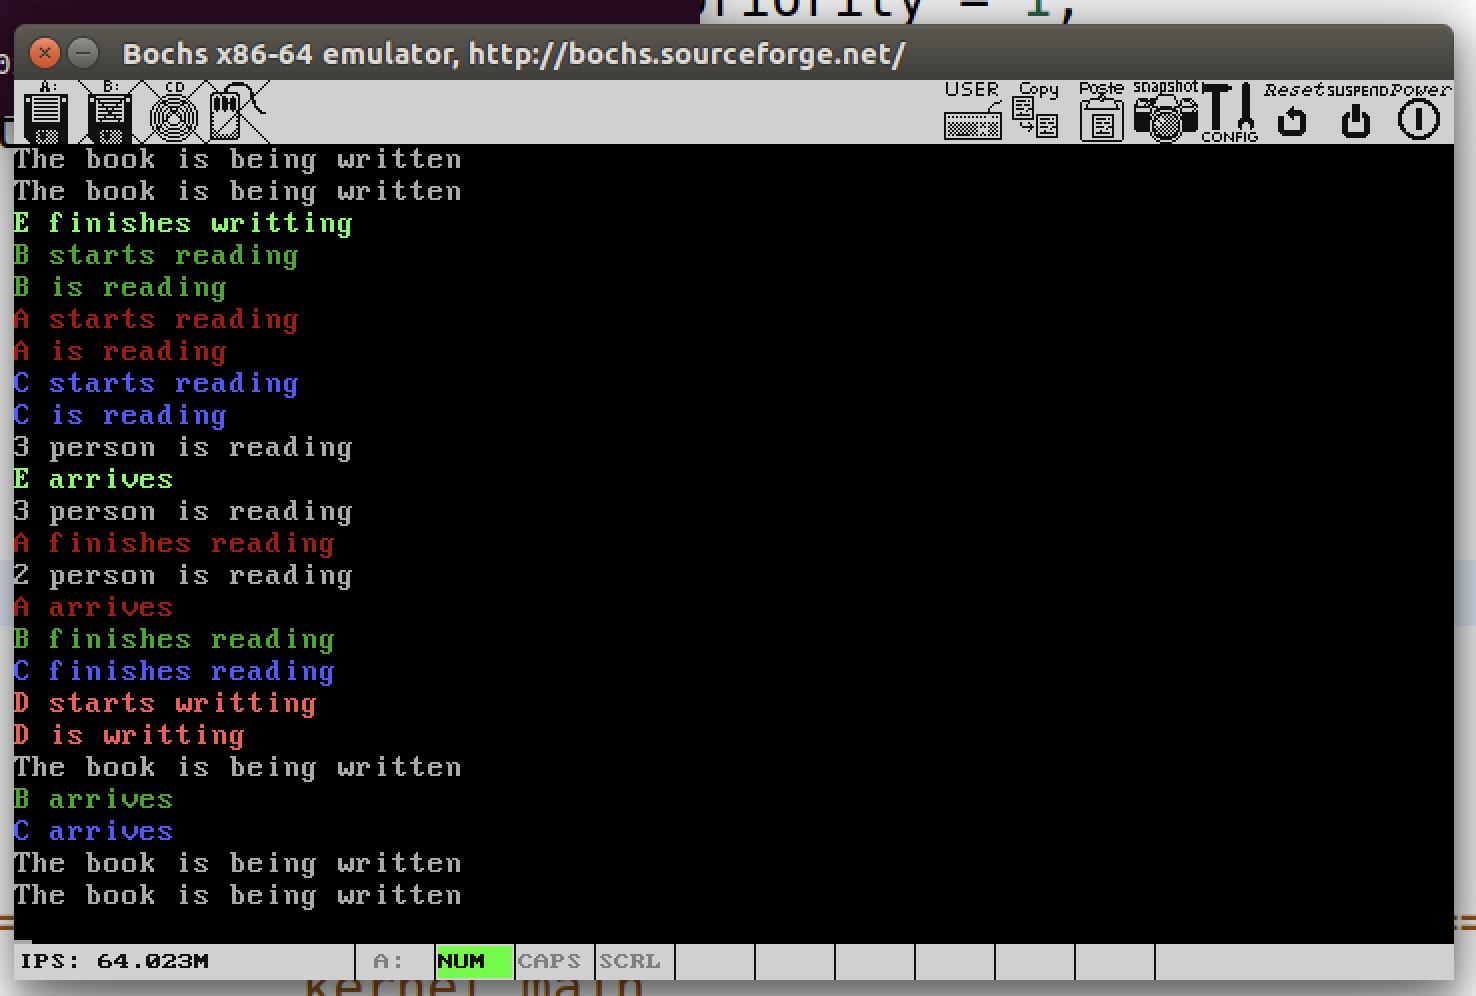 riority = 1;
Bochs x86-64 emulator, http://bochs.sourceforge.net/
A: B: CD USER Copy Paste snapshot CONFIG Reset SUSPEND Power
The book is being written
The book is being written
E finishes writting
B starts reading
B is reading
A starts reading
A is reading
C starts reading
C is reading
3 person is reading
E arrives
3 person is reading
A finishes reading
2 person is reading
A arrives
B finishes reading
C finishes reading
D starts writting
D is writting
The book is being written
B arrives
C arrives
The book is being written
The book is being written
IPS: 64.023M A: NUM CAPS SCRL
kernel main